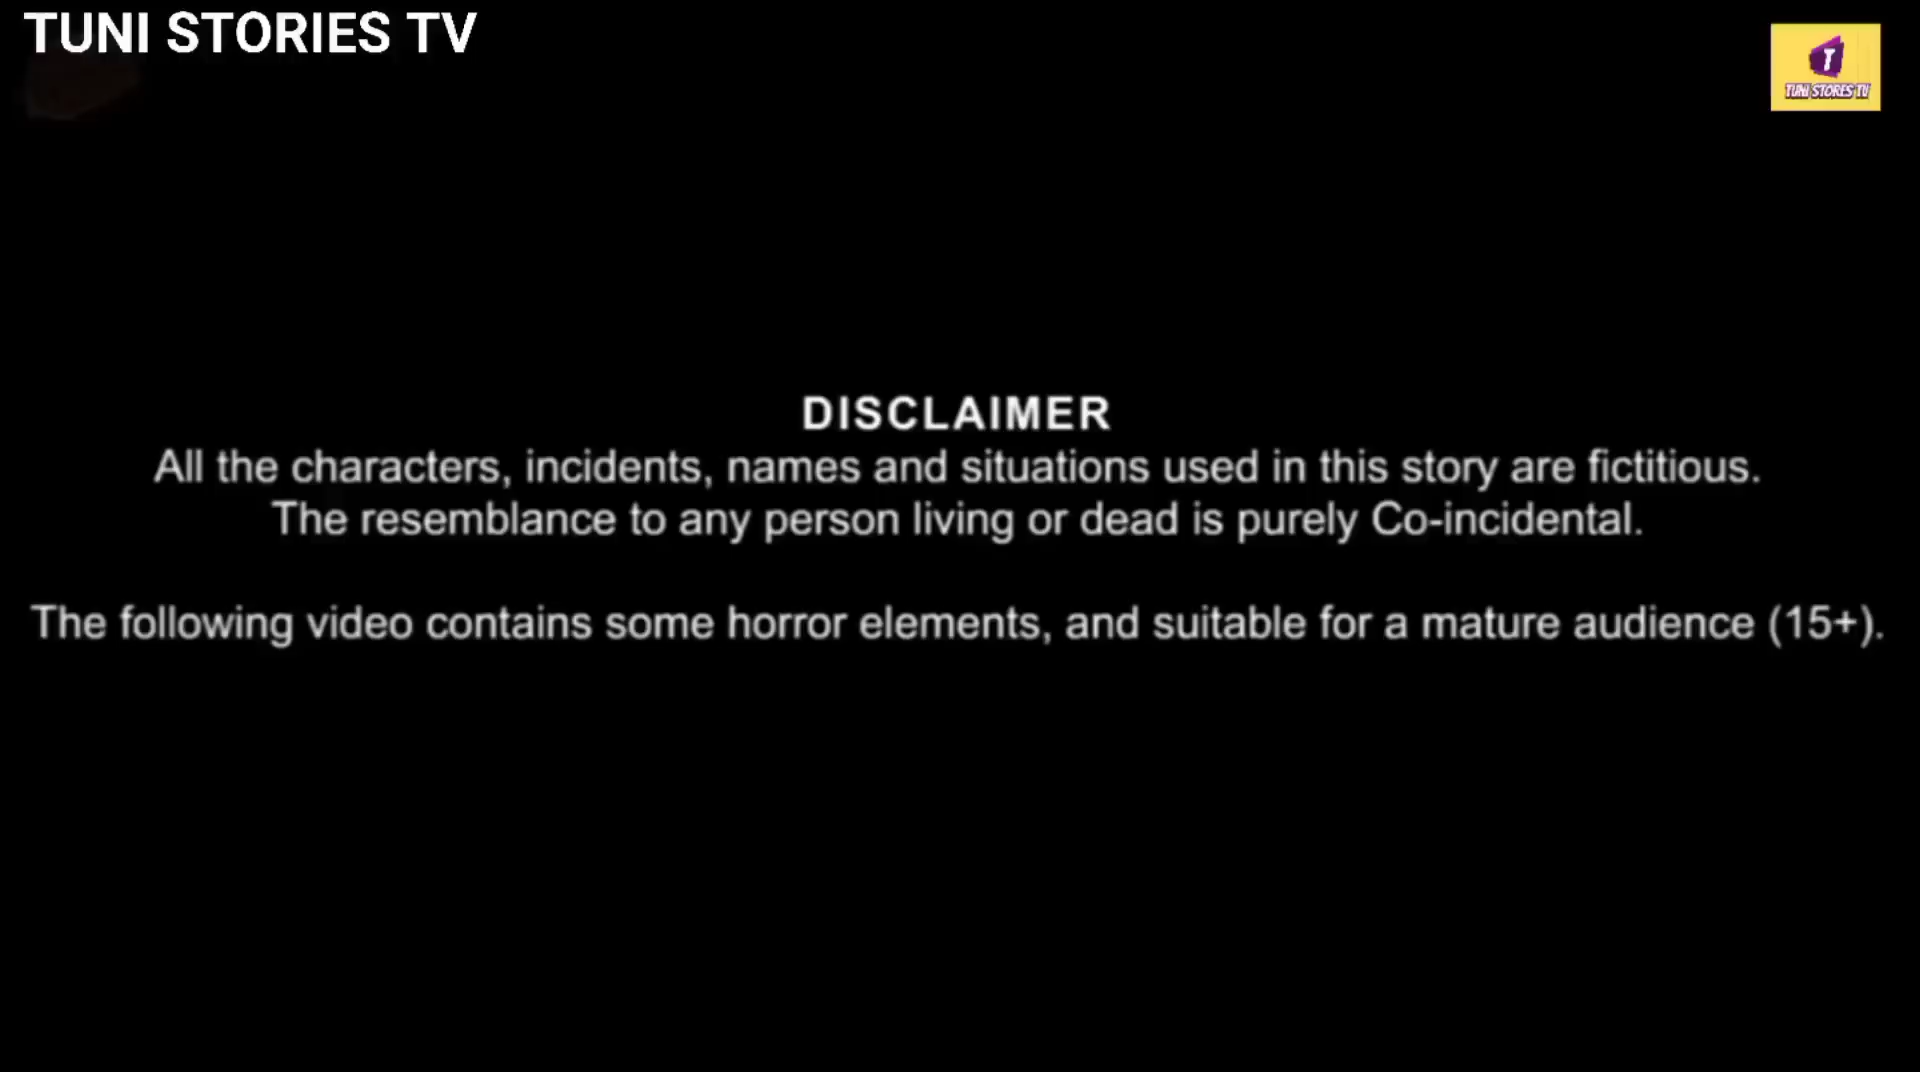 TUNI STORIES TV
T
TUNI STORES TV
DISCLAIMER
All the characters, incidents, names and situations used in this story are fictitious.
The resemblance to any person living or dead is purely Co-incidental.
The following video contains some horror elements, and suitable for a mature audience (15+).